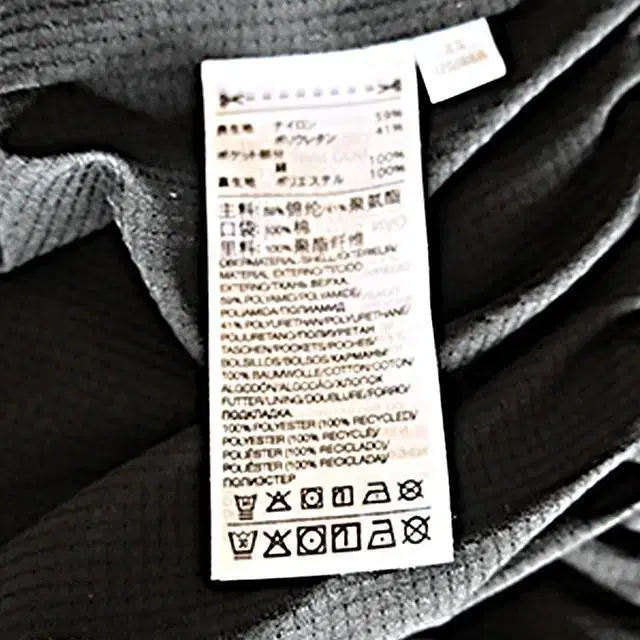 表生地 ナイロン 59%
ポリウレタン 41%
ポケット部分
綿 100%
裏生地 ポリエステル 100%
主料: 59% 锦纶 41% 聚氨酯
口袋: 100% 棉
里料: 100% 聚酯纤维
OBERMATERIAL/SHELL/EXTÉRIEUR/
MATERIAL EXTERNO/TECIDO
EXTERNO/ТКАНЬ ВЕРХА
59% POLYAMID/POLYAMIDE/
POLIAMIDA/ПОЛИАМИД
41% POLYURETHAN/POLYURETHANE/
POLIURETANO/ПОЛИУРЕТАН
TASCHEN/POCKETS/POCHES/
BOLSILLOS/BOLSOS/КАРМАНЫ
100% BAUMWOLLE/COTTON/COTON/
ALGODÓN/ALGODÃO/ХЛОПОК
FUTTER/LINING/DOUBLURE/FORRO/
ПОДКЛАДКА
100% POLYESTER (100% RECYCLED)/
POLYESTER (100% RECYCLÉ)/
POLIÉSTER (100% RECICLADO)/
POLIÉSTER (100% RECICLADA)/
ПОЛИЭСТЕР